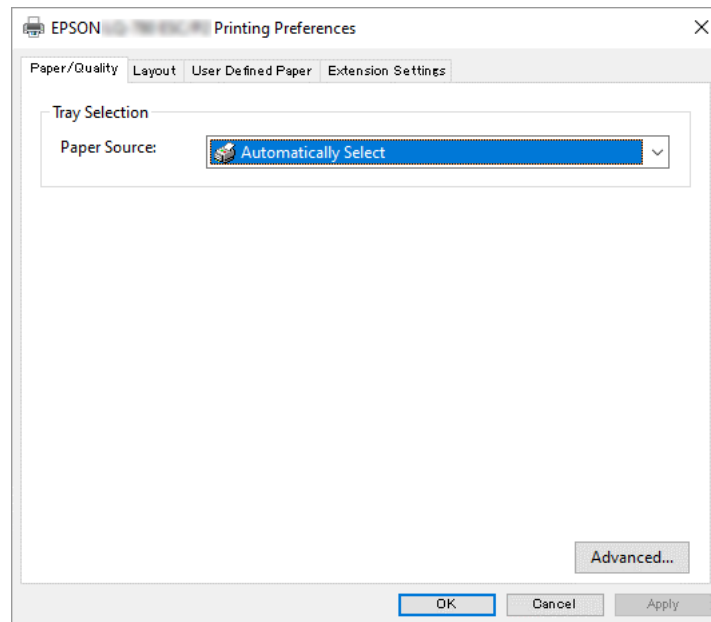 EPSON Printing Preferences
Paper/Quality Layout User Defined Paper Extension Settings
Tray Selection
Paper Source: Automatically Select
Advanced...
OK Cancel Apply